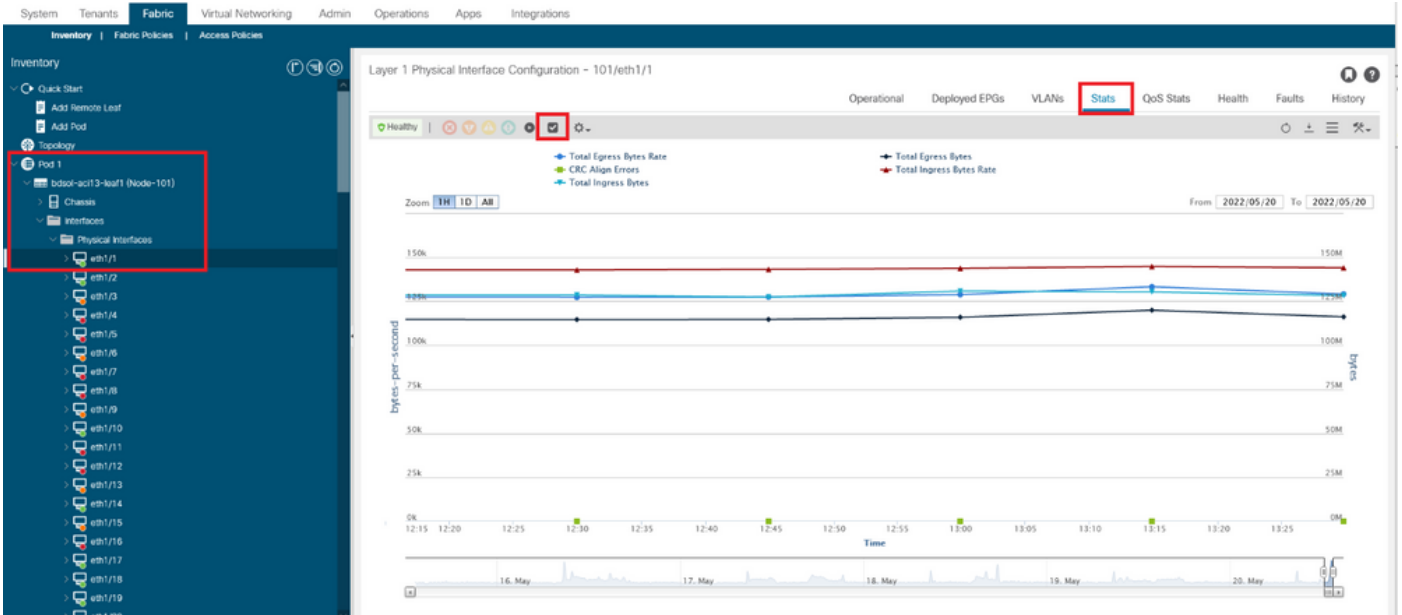 System Tenants Fabric Virtual Networking Admin Operations Apps Integrations
Inventory | Fabric Policies | Access Policies
Inventory
Quick Start
Add Remote Leaf
Add Pod
Topology
Pod 1
bdsol-aci13-leaf1 (Node-101)
Chassis
Interfaces
Physical Interfaces
eth1/1
eth1/2
eth1/3
eth1/4
eth1/5
eth1/6
eth1/7
eth1/8
eth1/9
eth1/10
eth1/11
eth1/12
eth1/13
eth1/14
eth1/15
eth1/16
eth1/17
eth1/18
eth1/19
Layer 1 Physical Interface Configuration - 101/eth1/1
Operational Deployed EPGs VLANs Stats QoS Stats Health Faults History
Healthy
Total Egress Bytes Rate Total Egress Bytes
CRC Align Errors Total Ingress Bytes Rate
Total Ingress Bytes
Zoom 1H 1D All From 2022/05/20 To 2022/05/20
150k 150M
125k 125M
100k 100M
75k 75M
50k 50M
25k 25M
0k 0M
bytes-per-second
bytes
12:15 12:20 12:25 12:30 12:35 12:40 12:45 12:50 12:55 13:00 13:05 13:10 13:15 13:20 13:25
Time
16. May 17. May 18. May 19. May 20. May